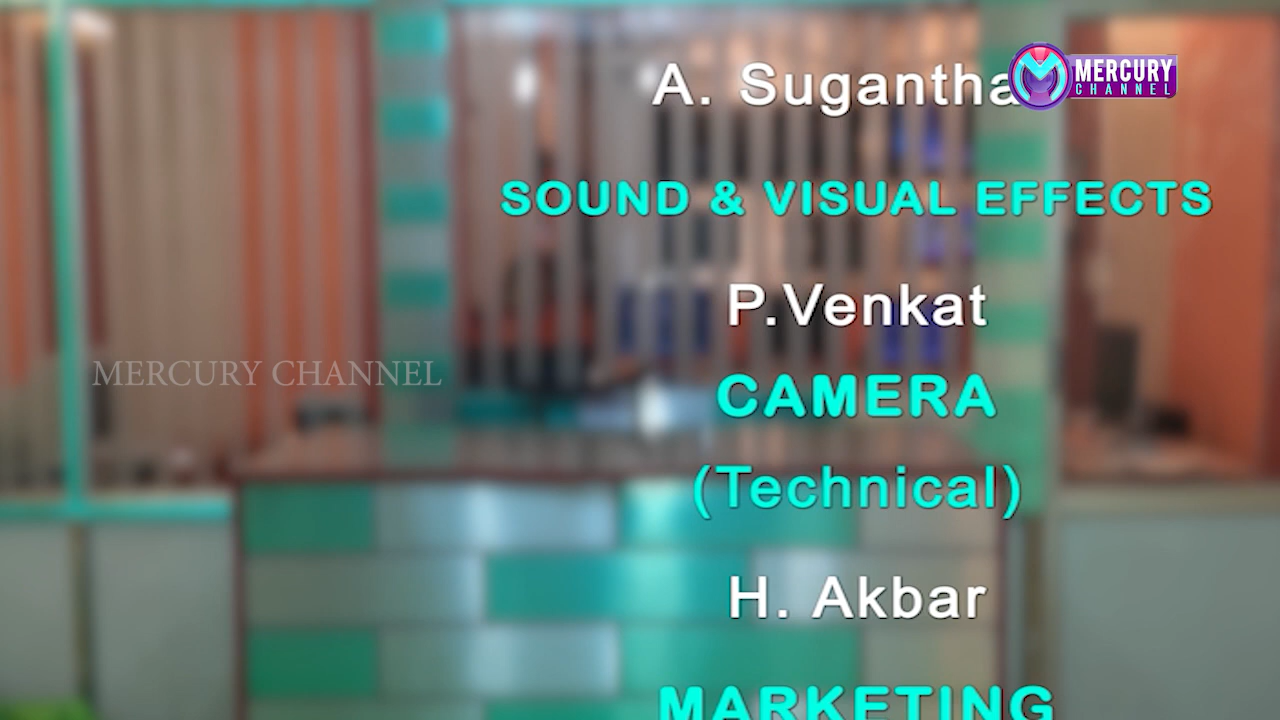 A. Sugantha
MERCURY
CHANNEL
SOUND & VISUAL EFFECTS
P.Venkat
MERCURY CHANNEL
CAMERA
(Technical)
H. Akbar
MARKETING